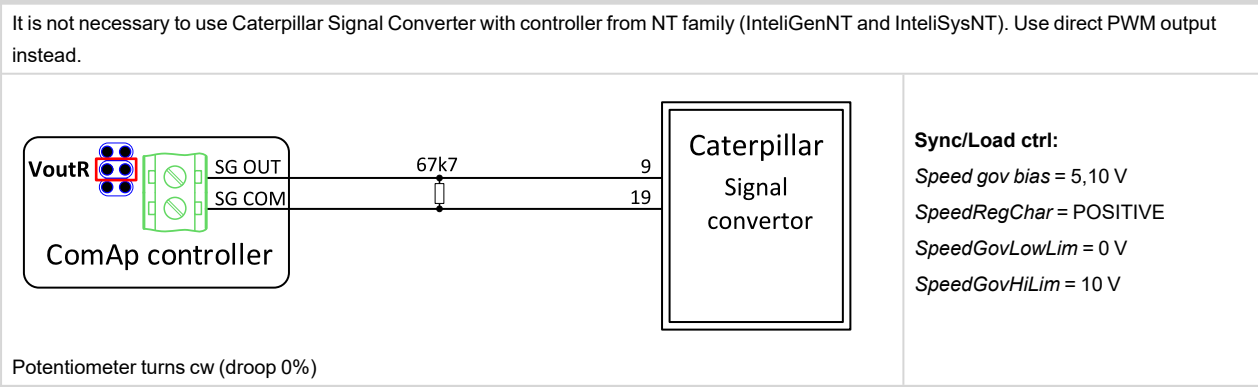 It is not necessary to use Caterpillar Signal Converter with controller from NT family (InteliGenNT and InteliSysNT). Use direct PWM output
instead.
VoutR
SG OUT
SG COM
ComAp controller
67k7
9
19
Caterpillar
Signal
convertor
Potentiometer turns cw (droop 0%)
Sync/Load ctrl:
Speed gov bias = 5,10 V
SpeedRegChar = POSITIVE
SpeedGovLowLim = 0 V
SpeedGovHiLim = 10 V